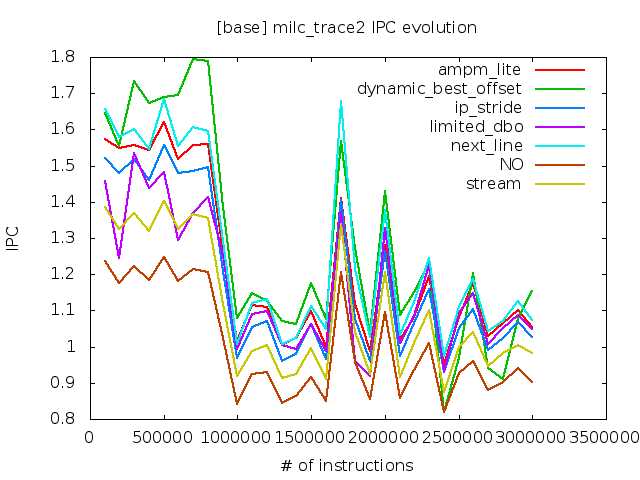 [base] milc_trace2 IPC evolution
1.8
1.7
1.6
1.5
1.4
1.3
1.2
1.1
1
0.9
0.8
IPC
ampm_lite
dynamic_best_offset
ip_stride
limited_dbo
next_line
NO
stream
0 500000 1000000 1500000 2000000 2500000 3000000 3500000
# of instructions